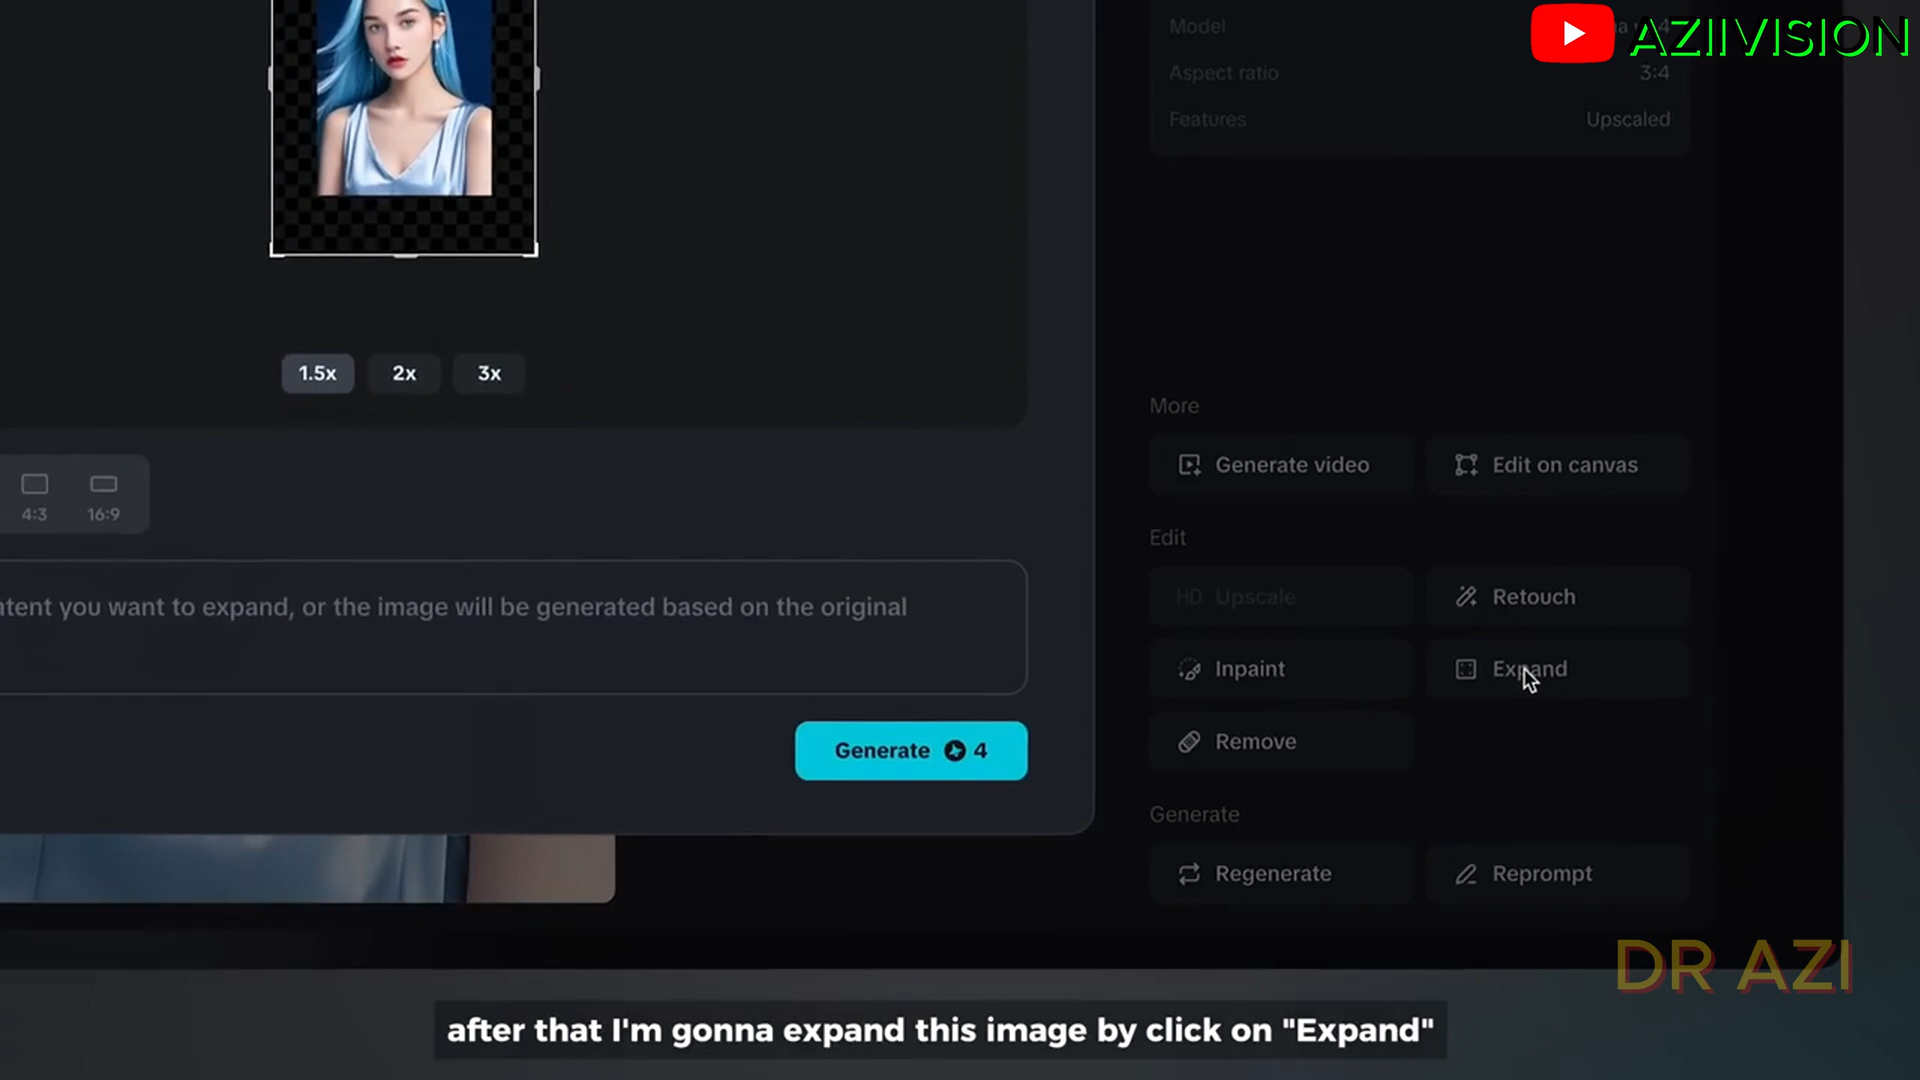 AZIIVISION
Model
Aspect ratio 3:4
Features Upscaled
1.5x 2x 3x
More
Generate video Edit on canvas
4:3 16:9
Edit
HD Upscale Retouch
you want to expand, or the image will be generated based on the original
Inpaint Expand
Remove
Generate 4
Generate
Regenerate Reprompt
DR AZI
after that I'm gonna expand this image by click on "Expand"